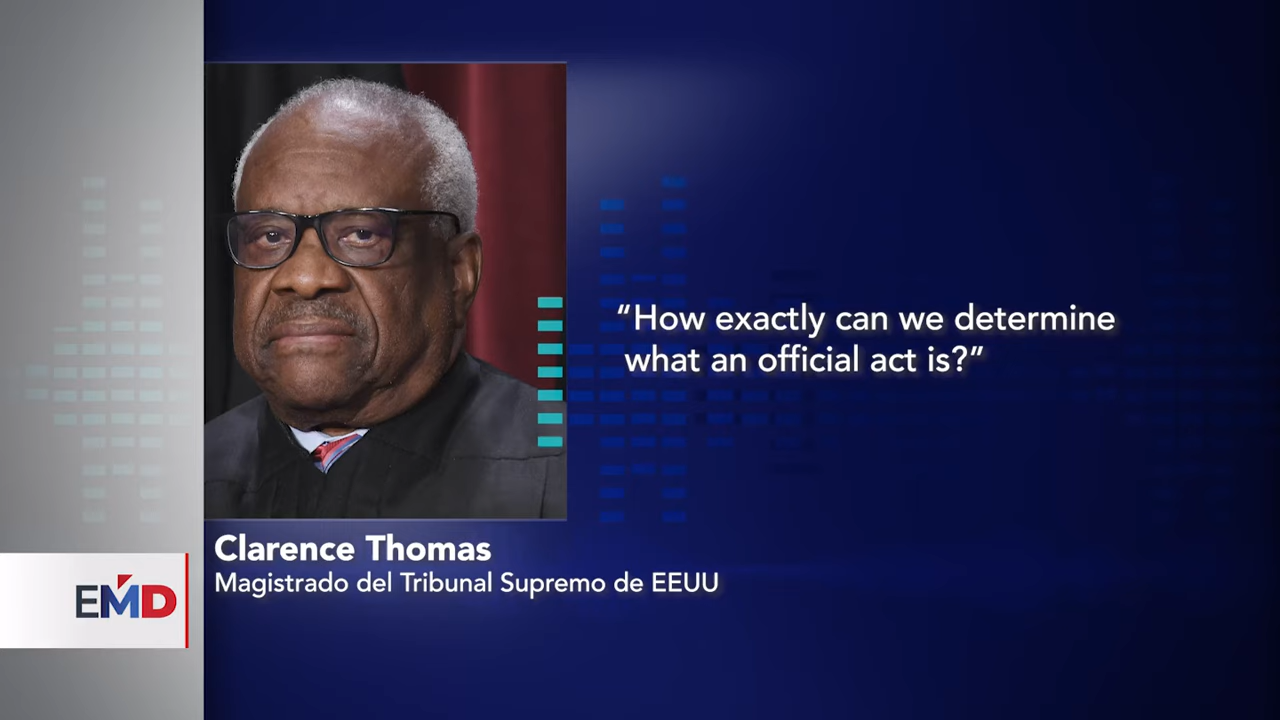 “How exactly can we determine
what an official act is?”
Clarence Thomas
Magistrado del Tribunal Supremo de EEUU
EMD